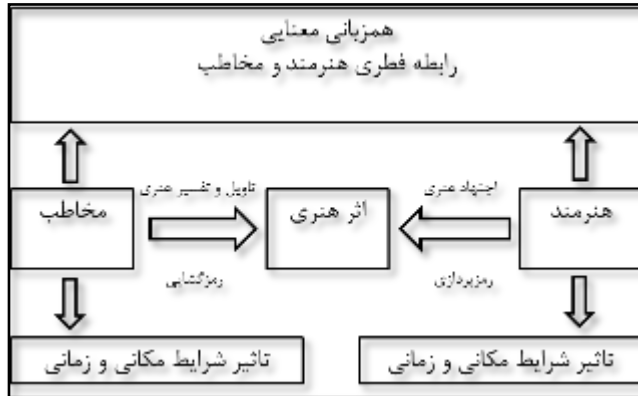 همزبانی معنایی
رابطه فطری هنرمند و مخاطب
هنرمند
اجتهاد هنری
رمزپردازی
اثر هنری
تاویل و تفسیر هنری
رمزگشایی
مخاطب
تاثیر شرایط مکانی و زمانی
تاثیر شرایط مکانی و زمانی